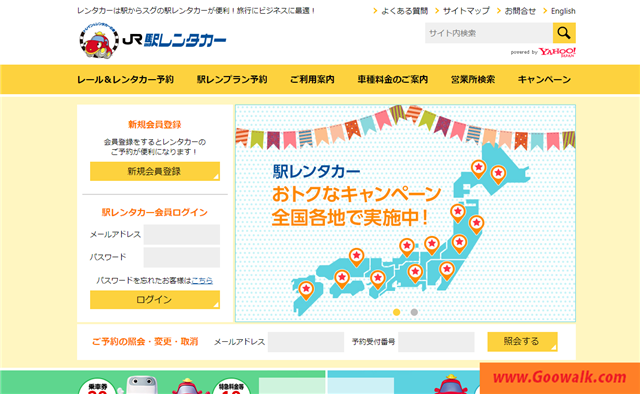 レンタカーは駅からスグの駅レンタカーが便利！旅行にビジネスに最適！
よくある質問 サイトマップ お問合せ English
JR駅レンタカー
サイト内検索
powered by YAHOO! JAPAN
レール＆レンタカー予約 駅レンプラン予約 ご利用案内 車種料金のご案内 営業所検索 キャンペーン
新規会員登録
会員登録をするとレンタカーの
ご予約が便利になります！
新規会員登録
駅レンタカー会員ログイン
メールアドレス
パスワード
パスワードを忘れたお客様はこちら
ログイン
駅レンタカー
おトクなキャンペーン
全国各地で実施中！
ご予約の照会・変更・取消 メールアドレス 予約受付番号 照会する
乗車券
特急料金等
www.Goowalk.com